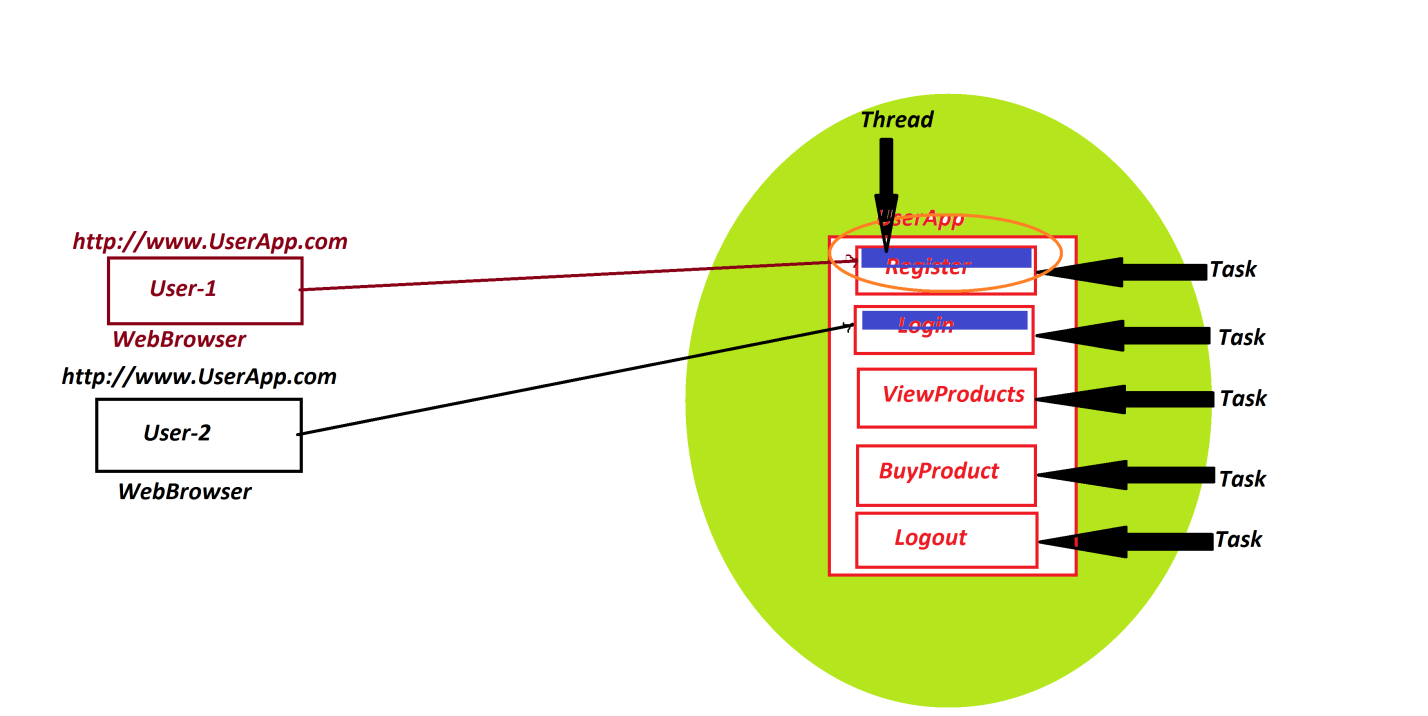 Thread
UserApp
http://www.UserApp.com
User-1
WebBrowser
http://www.UserApp.com
User-2
WebBrowser
Register
Task
Login
Task
ViewProducts
Task
BuyProduct
Task
Logout
Task